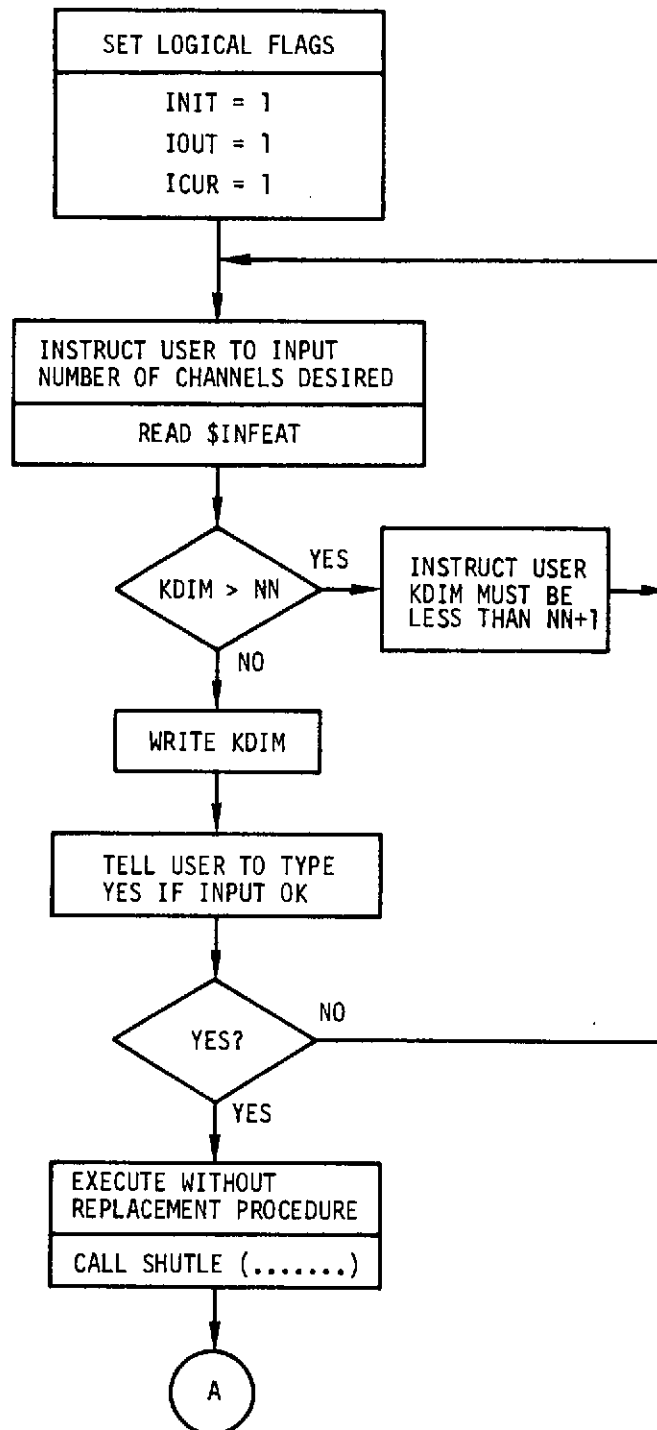 SET LOGICAL FLAGS
INIT = 1
IOUT = 1
ICUR = 1
INSTRUCT USER TO INPUT
NUMBER OF CHANNELS DESIRED
READ $INFEAT
KDIM > NN
YES
INSTRUCT USER
KDIM MUST BE
LESS THAN NN+1
NO
WRITE KDIM
TELL USER TO TYPE
YES IF INPUT OK
YES?
NO
YES
EXECUTE WITHOUT
REPLACEMENT PROCEDURE
CALL SHUTLE (.......)
A